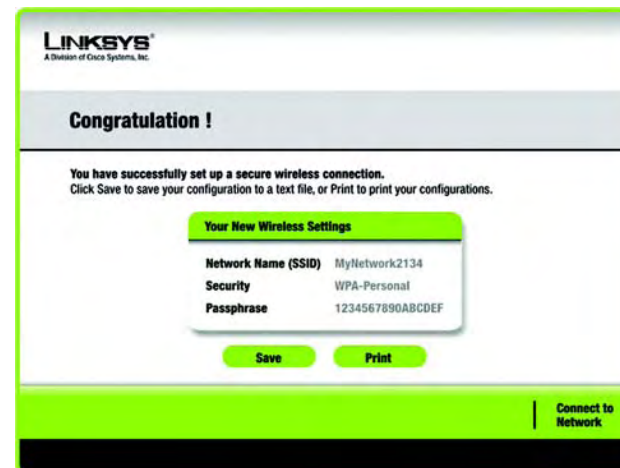 LINKSYS®
A Division of Cisco Systems, Inc.
Congratulation !
You have successfully set up a secure wireless connection.
Click Save to save your configuration to a text file, or Print to print your configurations.
Your New Wireless Settings
Network Name (SSID) MyNetwork2134
Security WPA-Personal
Passphrase 1234567890ABCDEF
Save Print
Connect to
Network